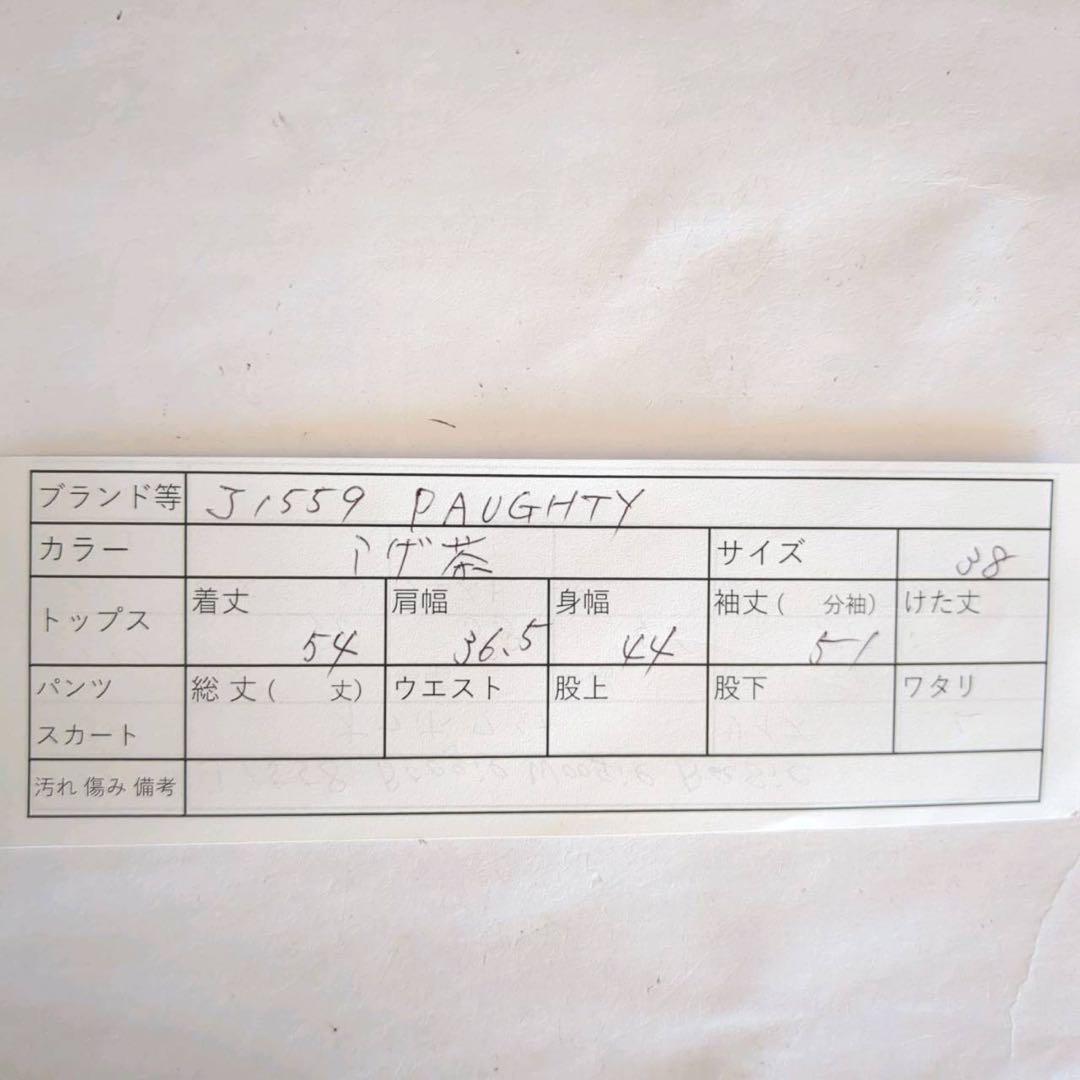 ブランド等 J1559 PAUGHTY
カラー こげ茶 サイズ 38
トップス 着丈 54 肩幅 36.5 身幅 44 袖丈( 分袖) 51 けた丈
パンツ スカート 総丈( 丈) ウエスト 股上 股下 ワタリ
汚れ 傷み 備考